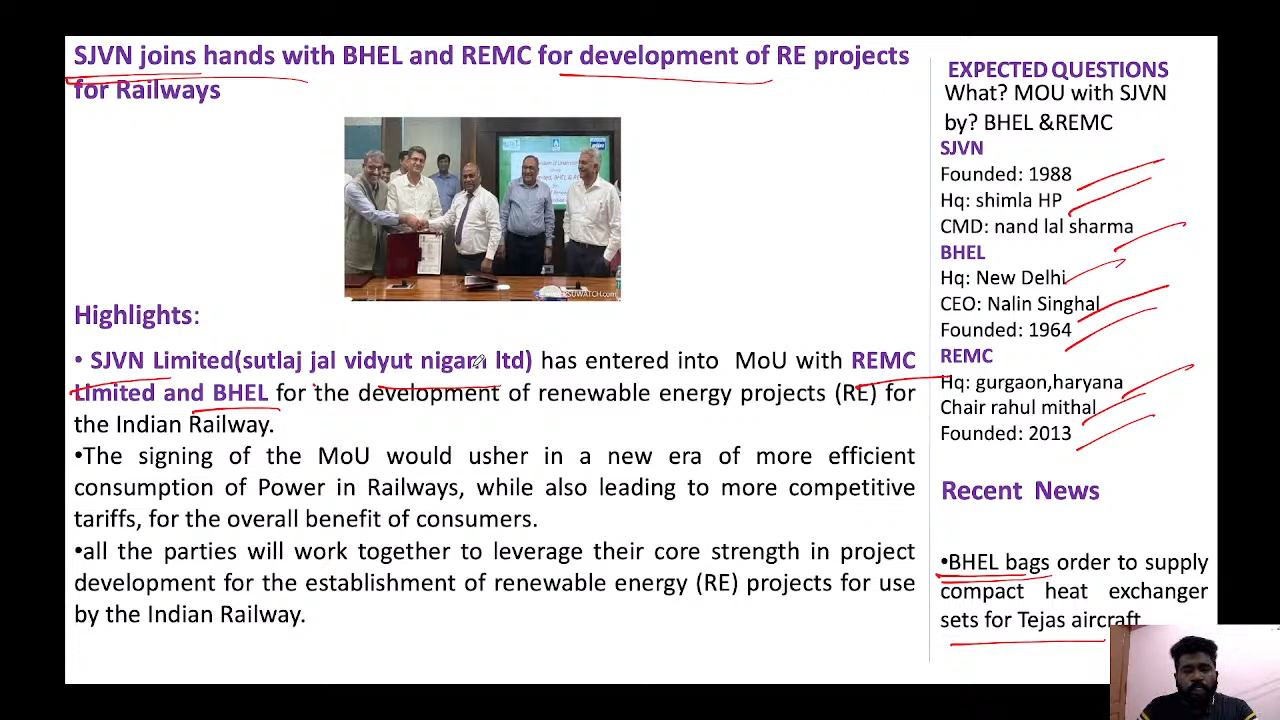 SJVN joins hands with BHEL and REMC for development of RE projects
for Railways
Highlights:
• SJVN Limited(sutlaj jal vidyut nigam ltd) has entered into MoU with REMC
Limited and BHEL for the development of renewable energy projects (RE) for
the Indian Railway.
•The signing of the MoU would usher in a new era of more efficient
consumption of Power in Railways, while also leading to more competitive
tariffs, for the overall benefit of consumers.
•all the parties will work together to leverage their core strength in project
development for the establishment of renewable energy (RE) projects for use
by the Indian Railway.
EXPECTED QUESTIONS
What? MOU with SJVN
by? BHEL &REMC
SJVN
Founded: 1988
Hq: shimla HP
CMD: nand lal sharma
BHEL
Hq: New Delhi
CEO: Nalin Singhal
Founded: 1964
REMC
Hq: gurgaon,haryana
Chair rahul mithal
Founded: 2013
Recent News
•BHEL bags order to supply
compact heat exchanger
sets for Tejas aircraft